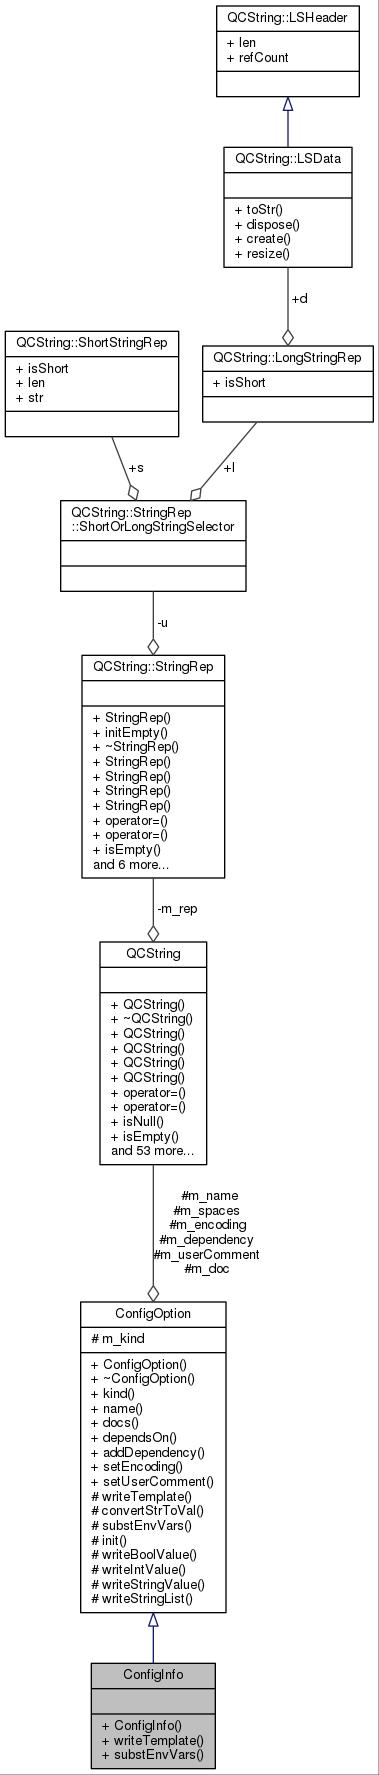 QCString::LSHeader
+ len
+ refCount
QCString::LSData
+ toStr()
+ dispose()
+ create()
+ resize()
+d
QCString::ShortStringRep
+ isShort
+ len
+ str
QCString::LongStringRep
+ isShort
+s
+l
QCString::StringRep
::ShortOrLongStringSelector
-u
QCString::StringRep
+ StringRep()
+ initEmpty()
+ ~StringRep()
+ StringRep()
+ StringRep()
+ StringRep()
+ StringRep()
+ operator=()
+ operator=()
+ isEmpty()
and 6 more...
-m_rep
QCString
+ QCString()
+ ~QCString()
+ QCString()
+ QCString()
+ QCString()
+ QCString()
+ operator=()
+ operator=()
+ isNull()
+ isEmpty()
and 53 more...
#m_name
#m_spaces
#m_encoding
#m_dependency
#m_userComment
#m_doc
ConfigOption
# m_kind
+ ConfigOption()
+ ~ConfigOption()
+ kind()
+ name()
+ docs()
+ dependsOn()
+ addDependency()
+ setEncoding()
+ setUserComment()
# writeTemplate()
# convertStrToVal()
# substEnvVars()
# init()
# writeBoolValue()
# writeIntValue()
# writeStringValue()
# writeStringList()
ConfigInfo
+ ConfigInfo()
+ writeTemplate()
+ substEnvVars()